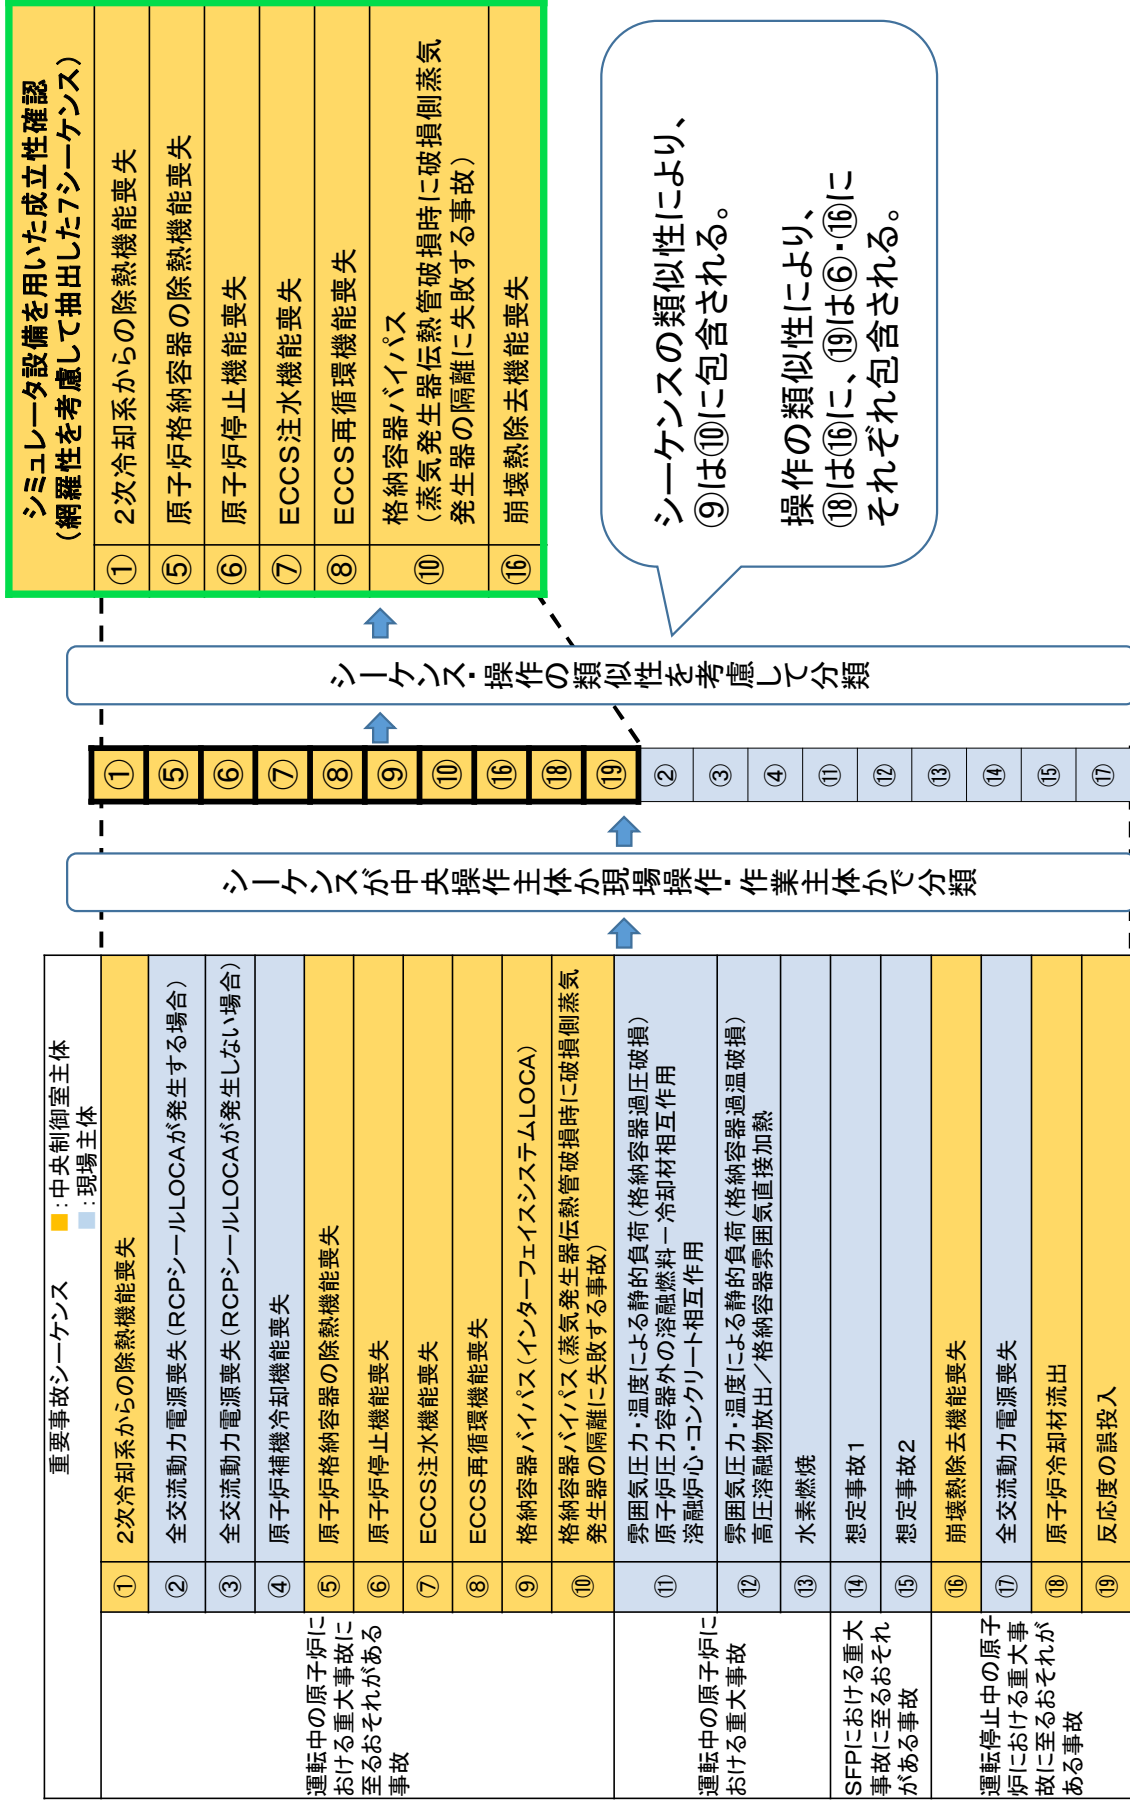 重要事故シーケンス
■:中央制御室主体
■:現場主体
運転中の原子炉に
おける重大事故に
至るおそれがある
事故
① 2次冷却系からの除熱機能喪失
② 全交流動力電源喪失(RCPシールLOCAが発生する場合)
③ 全交流動力電源喪失(RCPシールLOCAが発生しない場合)
④ 原子炉補機冷却機能喪失
⑤ 原子炉格納容器の除熱機能喪失
⑥ 原子炉停止機能喪失
⑦ ECCS注水機能喪失
⑧ ECCS再循環機能喪失
⑨ 格納容器バイパス(インターフェイスシステムLOCA)
⑩ 格納容器バイパス(蒸気発生器伝熱管破損時に破損側蒸気
発生器の隔離に失敗する事故)
運転中の原子炉に
おける重大事故
⑪ 雰囲気圧力・温度による静的負荷(格納容器過圧破損)
原子炉圧力容器外の溶融燃料ー冷却材相互作用
溶融炉心・コンクリート相互作用
⑫ 雰囲気圧力・温度による静的負荷(格納容器過温破損)
高圧溶融物放出/格納容器雰囲気直接加熱
⑬ 水素燃焼
SFPにおける重大
事故に至るおそれ
がある事故
⑭ 想定事故1
⑮ 想定事故2
運転停止中の原子
炉における重大事
故に至るおそれが
ある事故
⑯ 崩壊熱除去機能喪失
⑰ 全交流動力電源喪失
⑱ 原子炉冷却材流出
⑲ 反応度の誤投入
シーケンスが中央操作主体か現場操作・作業主体かで分類
①
⑤
⑥
⑦
⑧
⑨
⑩
⑯
⑱
⑲
②
③
④
⑪
⑫
⑬
⑭
⑮
⑰
シーケンス・操作の類似性を考慮して分類
シミュレータ設備を用いた成立性確認
(網羅性を考慮して抽出した7シーケンス)
① 2次冷却系からの除熱機能喪失
⑤ 原子炉格納容器の除熱機能喪失
⑥ 原子炉停止機能喪失
⑦ ECCS注水機能喪失
⑧ ECCS再循環機能喪失
⑩ 格納容器バイパス
(蒸気発生器伝熱管破損時に破損側蒸気
発生器の隔離に失敗する事故)
⑯ 崩壊熱除去機能喪失
シーケンスの類似性により、
⑨は⑩に包含される。
操作の類似性により、
⑱は⑯に、⑲は⑥・⑯に
それぞれ包含される。